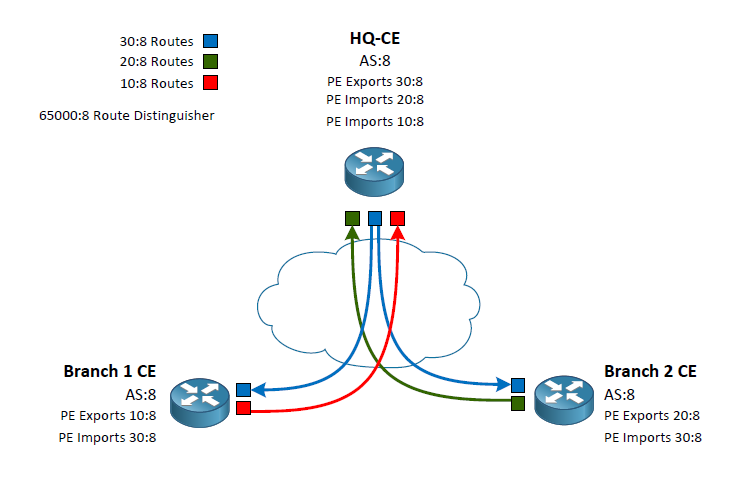 30:8 Routes
20:8 Routes
10:8 Routes
65000:8 Route Distinguisher
HQ-CE
AS:8
PE Exports 30:8
PE Imports 20:8
PE Imports 10:8
Branch 1 CE
AS:8
PE Exports 10:8
PE Imports 30:8
Branch 2 CE
AS:8
PE Exports 20:8
PE Imports 30:8